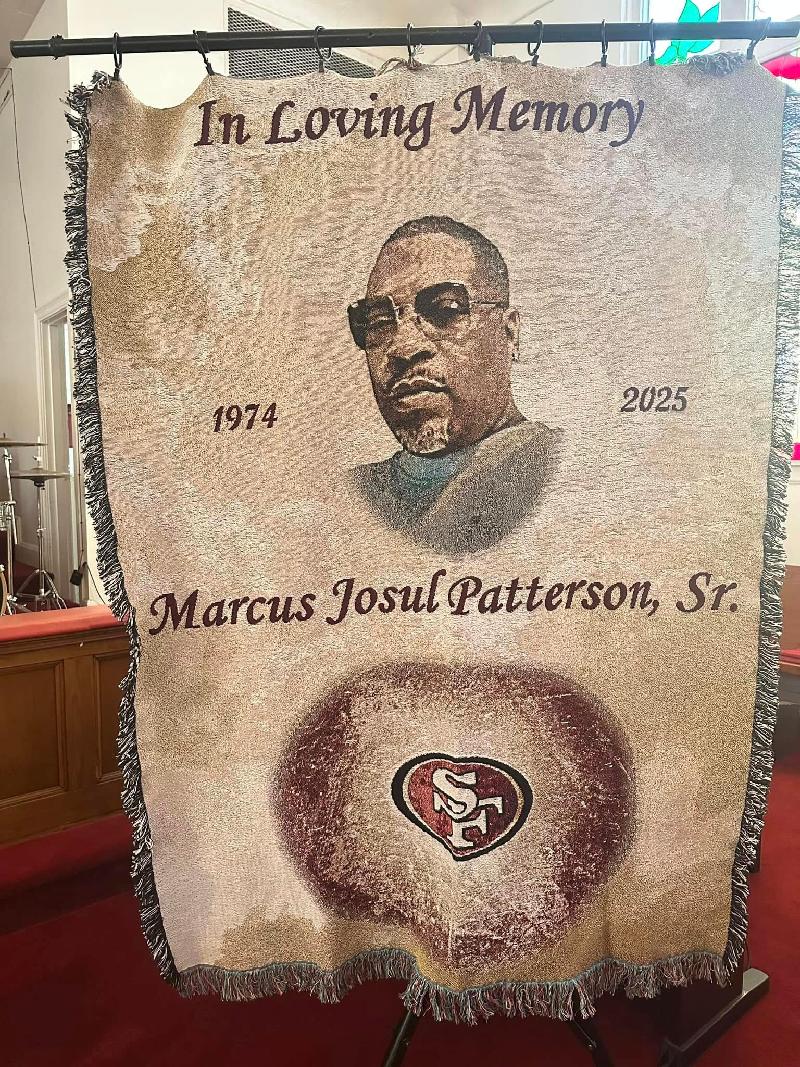 In Loving Memory
1974 2025
Marcus Josul Patterson, Sr.
SF